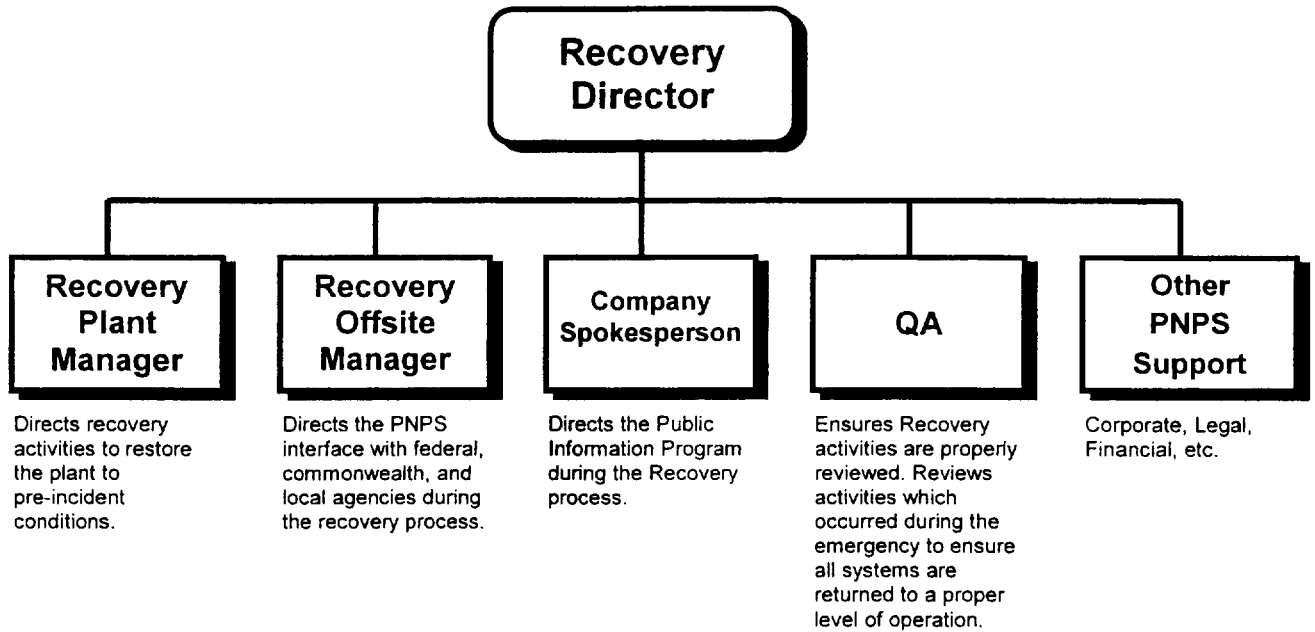 Recovery
Director
Recovery
Plant
Manager
Directs recovery
activities to restore
the plant to
pre-incident
conditions.
Recovery
Offsite
Manager
Directs the PNPS
interface with federal,
commonwealth, and
local agencies during
the recovery process.
Company
Spokesperson
Directs the Public
Information Program
during the Recovery
process.
QA
Ensures Recovery
activities are properly
reviewed. Reviews
activities which
occurred during the
emergency to ensure
all systems are
returned to a proper
level of operation.
Other
PNPS
Support
Corporate, Legal,
Financial, etc.